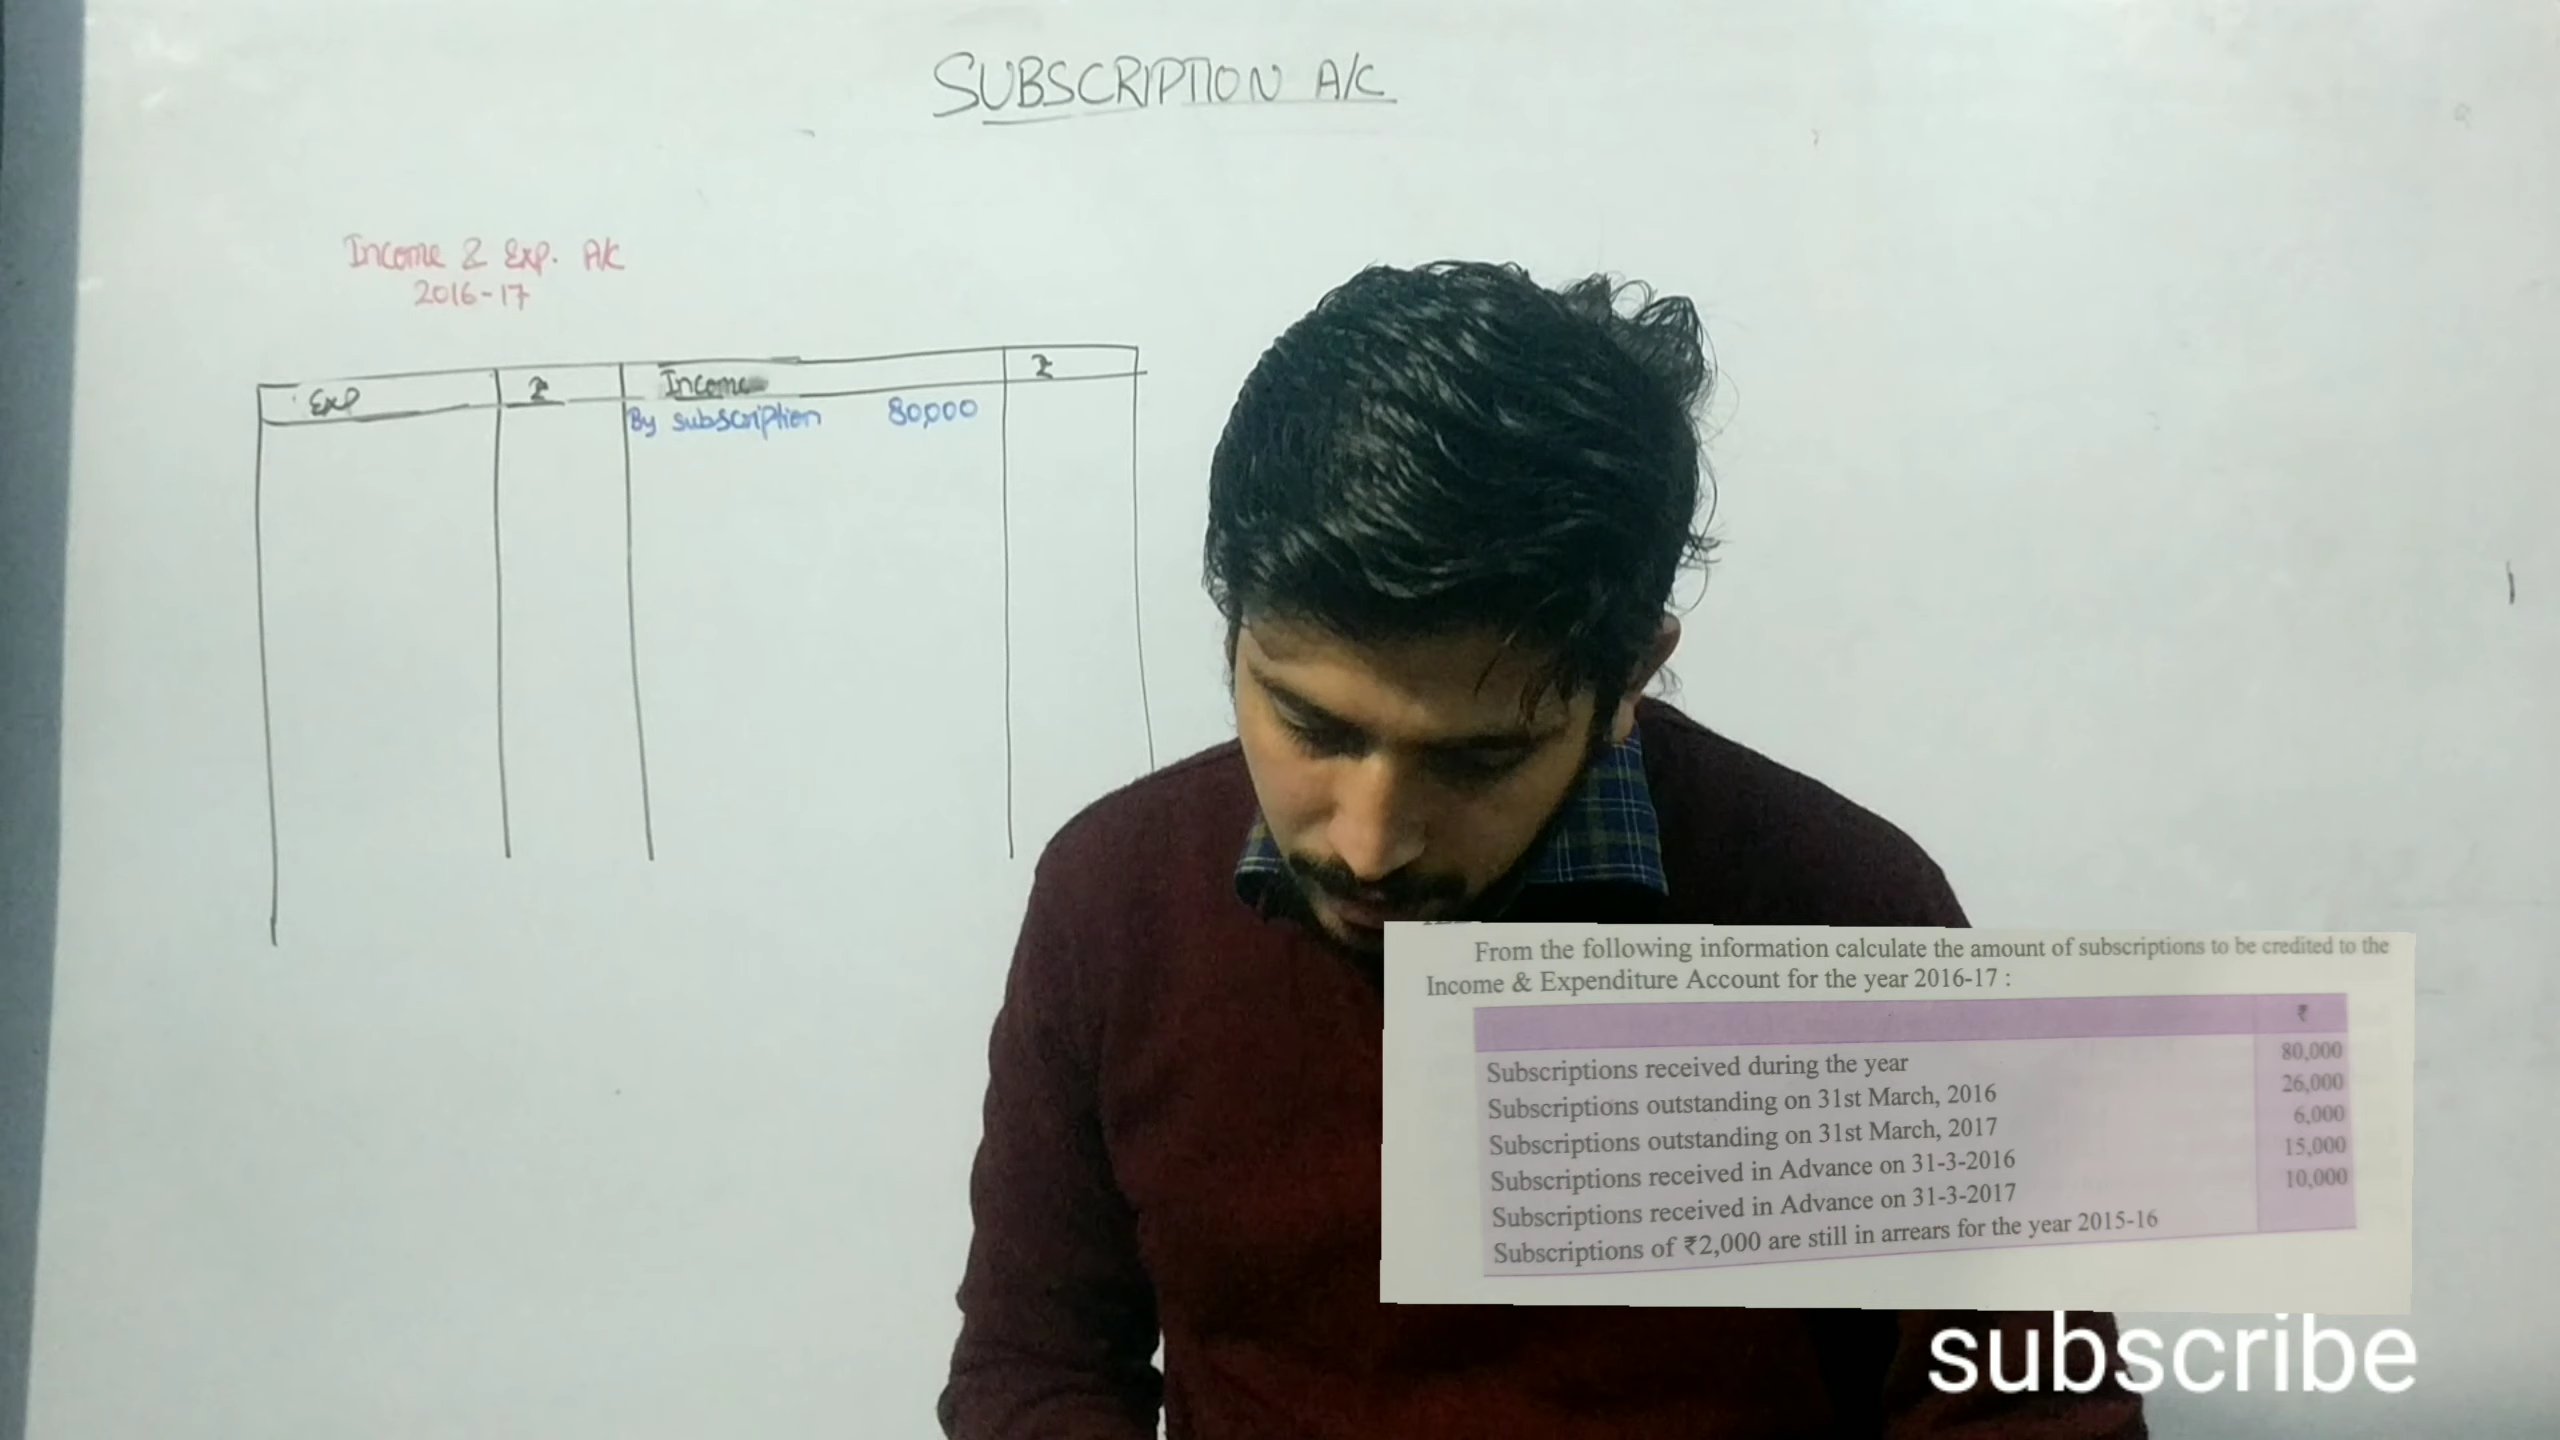 SUBSCRIPTION A/C
Income & Exp. A/C
2016-17
Exp ₹ Income ₹
By subscription 80,000
From the following information calculate the amount of subscriptions to be credited to the
Income & Expenditure Account for the year 2016-17 :
₹
Subscriptions received during the year 80,000
Subscriptions outstanding on 31st March, 2016 26,000
Subscriptions outstanding on 31st March, 2017 6,000
Subscriptions received in Advance on 31-3-2016 15,000
Subscriptions received in Advance on 31-3-2017 10,000
Subscriptions of ₹2,000 are still in arrears for the year 2015-16
subscribe